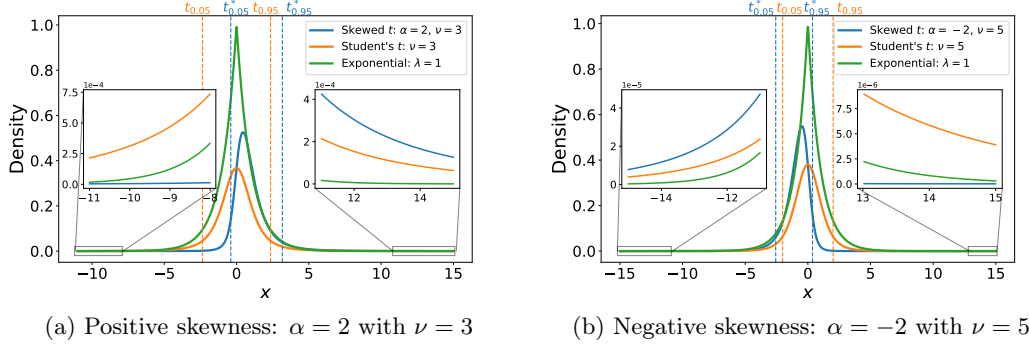 t0.05 t*0.05 t0.95 t*0.95
Skewed t: α = 2, ν = 3
Student's t: ν = 3
Exponential: λ = 1
Density
1.0
0.8
0.6
0.4
0.2
0.0
1e−4
7.5
5.0
2.5
0.0
−11 −10 −9 −8
1e−4
4
2
0
12 14
−10 −5 0 5 10 15
x
(a) Positive skewness: α = 2 with ν = 3
t*0.05 t0.05 t*0.95 t0.95
Skewed t: α = −2, ν = 5
Student's t: ν = 5
Exponential: λ = 1
Density
1.0
0.8
0.6
0.4
0.2
0.0
1e−5
4
2
0
−14 −12
1e−6
7.5
5.0
2.5
0.0
13 14 15
−15 −10 −5 0 5 10 15
x
(b) Negative skewness: α = −2 with ν = 5